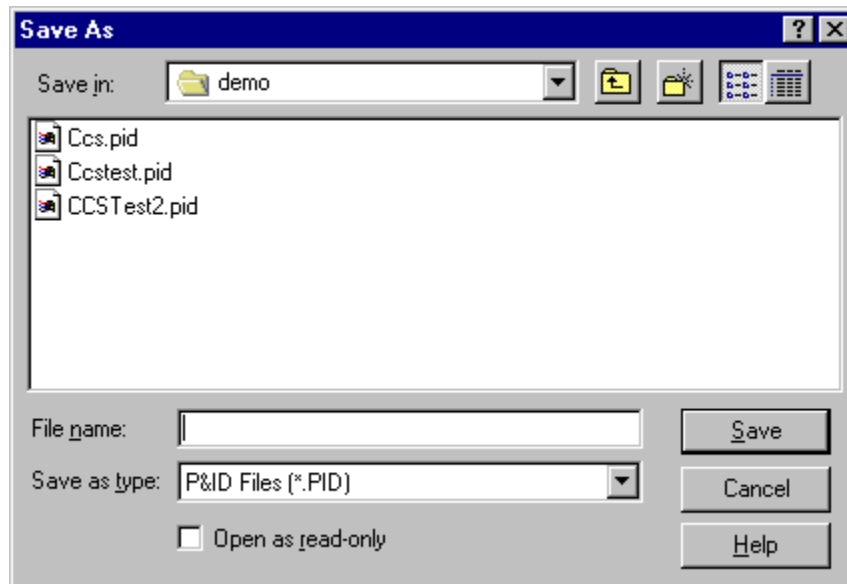 Save As
Save in: demo
Ccs.pid
Ccstest.pid
CCSTest2.pid
File name:
Save
Save as type: P&ID Files (*.PID)
Cancel
Open as read-only
Help